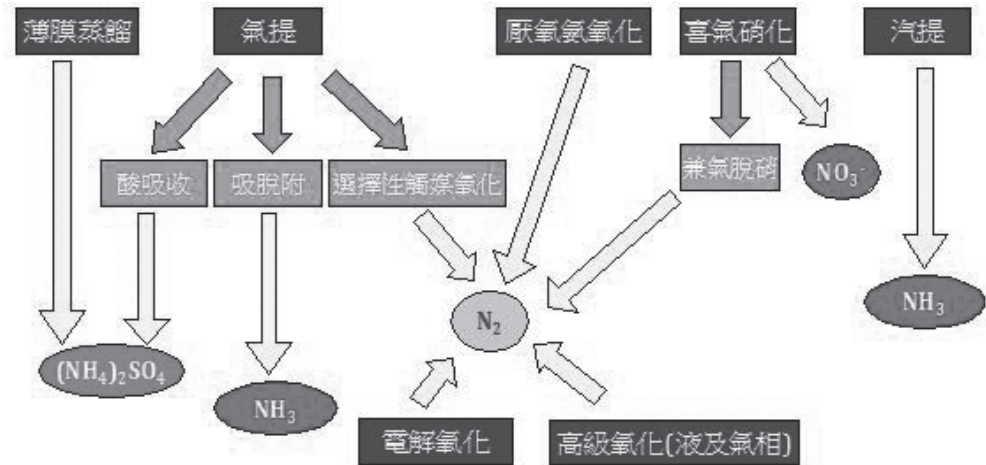 薄膜蒸餾
氣提
厭氧氨氧化
喜氣硝化
汽提
酸吸收
吸脫附
選擇性觸媒氧化
兼氣脫硝
NO₃⁻
NH₃
N₂
(NH₄)₂SO₄
NH₃
電解氧化
高級氧化(液及氣相)